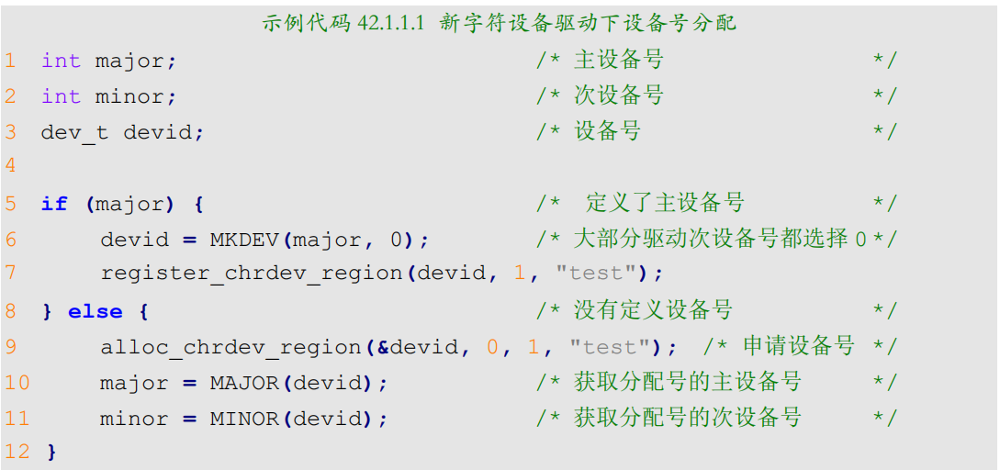 示例代码 42.1.1.1 新字符设备驱动下设备号分配
1 int major; /* 主设备号 */
2 int minor; /* 次设备号 */
3 dev_t devid; /* 设备号 */
4
5 if (major) { /* 定义了主设备号 */
6 devid = MKDEV(major, 0); /* 大部分驱动次设备号都选择 0 */
7 register_chrdev_region(devid, 1, "test");
8 } else { /* 没有定义设备号 */
9 alloc_chrdev_region(&devid, 0, 1, "test"); /* 申请设备号 */
10 major = MAJOR(devid); /* 获取分配号的主设备号 */
11 minor = MINOR(devid); /* 获取分配号的次设备号 */
12 }